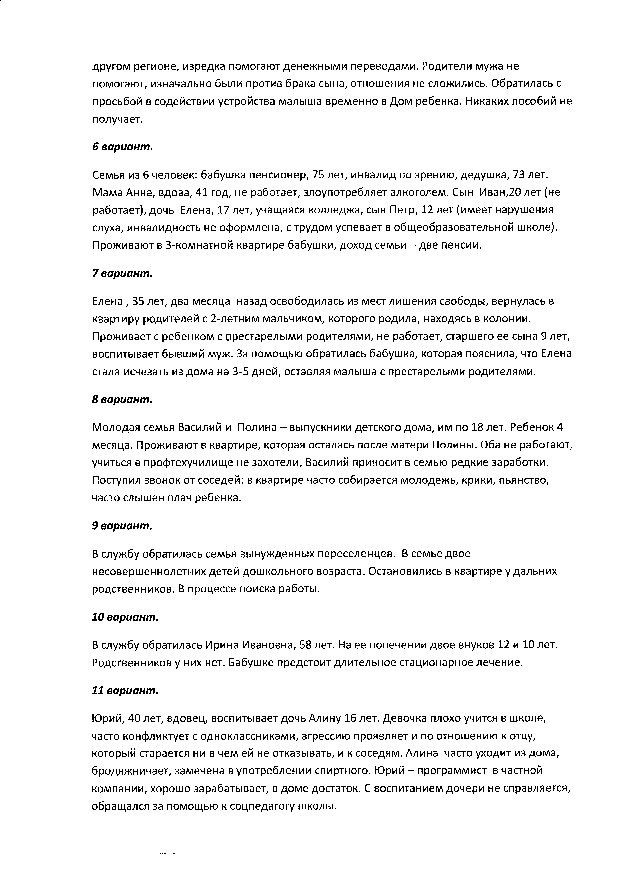 другом регионе, изредка помогают денежными переводами. Родители мужа не
помогают, изначально были против брака сына, отношения не сложились. Обратилась с
просьбой в содействии устройства малыша временно в Дом ребенка. Никаких пособий не
получает.
6 вариант.
Семья из 6 человек: бабушка пенсионер, 75 лет, инвалид по зрению, дедушка, 73 лет.
Мама Анна, вдова, 41 год, не работает, злоупотребляет алкоголем. Сын Иван,20 лет (не
работает), дочь Елена, 17 лет, учащаяся колледжа, сын Петр, 12 лет (имеет нарушения
слуха, инвалидность не оформлена, с трудом успевает в общеобразовательной школе).
Проживают в 3-комнатной квартире бабушки, доход семьи - две пенсии.
7 вариант.
Елена , 35 лет, два месяца назад освободилась из мест лишения свободы, вернулась в
квартиру родителей с 2-летним мальчиком, которого родила, находясь в колонии.
Проживает с ребенком с престарелыми родителями, не работает, старшего ее сына 9 лет,
воспитывает бывший муж. За помощью обратилась бабушка, которая пояснила, что Елена
стала исчезать из дома на 3-5 дней, оставляя малыша с престарелыми родителями.
8 вариант.
Молодая семья Василий и Полина – выпускники детского дома, им по 18 лет. Ребенок 4
месяца. Проживают в квартире, которая осталась после матери Полины. Оба не работают,
учиться в профтехучилище не захотели, Василий приносит в семью редкие заработки.
Поступил звонок от соседей: в квартире часто собирается молодежь, крики, пьянство,
часто слышен плач ребенка.
9 вариант.
В службу обратилась семья вынужденных переселенцев. В семье двое
несовершеннолетних детей дошкольного возраста. Остановились в квартире у дальних
родственников. В процессе поиска работы.
10 вариант.
В службу обратилась Ирина Ивановна, 58 лет. На ее попечении двое внуков 12 и 10 лет.
Родственников у них нет. Бабушке предстоит длительное стационарное лечение.
11 вариант.
Юрий, 40 лет, вдовец, воспитывает дочь Алину 16 лет. Девочка плохо учится в школе,
часто конфликтует с одноклассниками, агрессию проявляет и по отношению к отцу,
который старается ни в чем ей не отказывать, и к соседям. Алина часто уходит из дома,
бродяжничает, замечена в употреблении спиртного. Юрий – программист в частной
компании, хорошо зарабатывает, в доме достаток. С воспитанием дочери не справляется,
обращался за помощью к соцпедагогу школы.